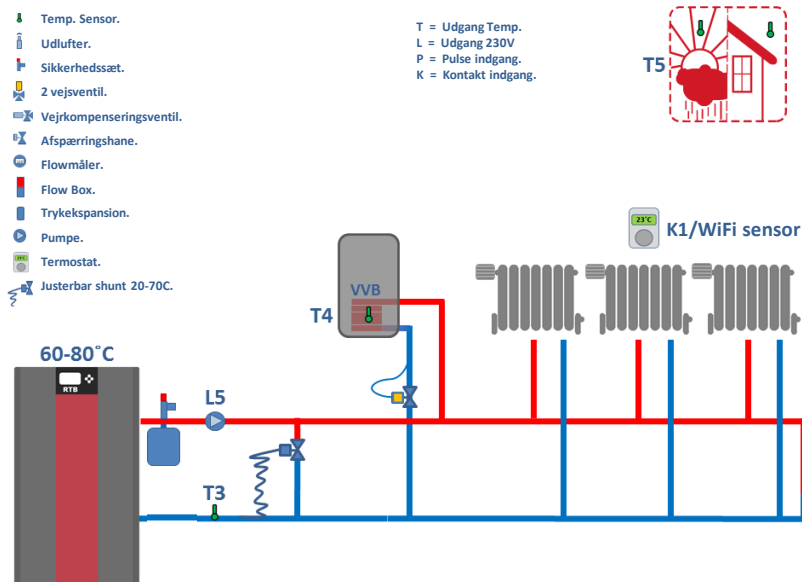 Temp. Sensor.
Udlufter.
Sikkerhedssæt.
2 vejsventil.
Vejrkompenseringsventil.
Afspærringshane.
Flowmåler.
Flow Box.
Trykekspansion.
Pumpe.
Termostat.
Justerbar shunt 20-70C.
T = Udgang Temp.
L = Udgang 230V
P = Pulse indgang.
K = Kontakt indgang.
T5
23°C
K1/WiFi sensor
VVB
T4
60-80°C
RTB
L5
T3